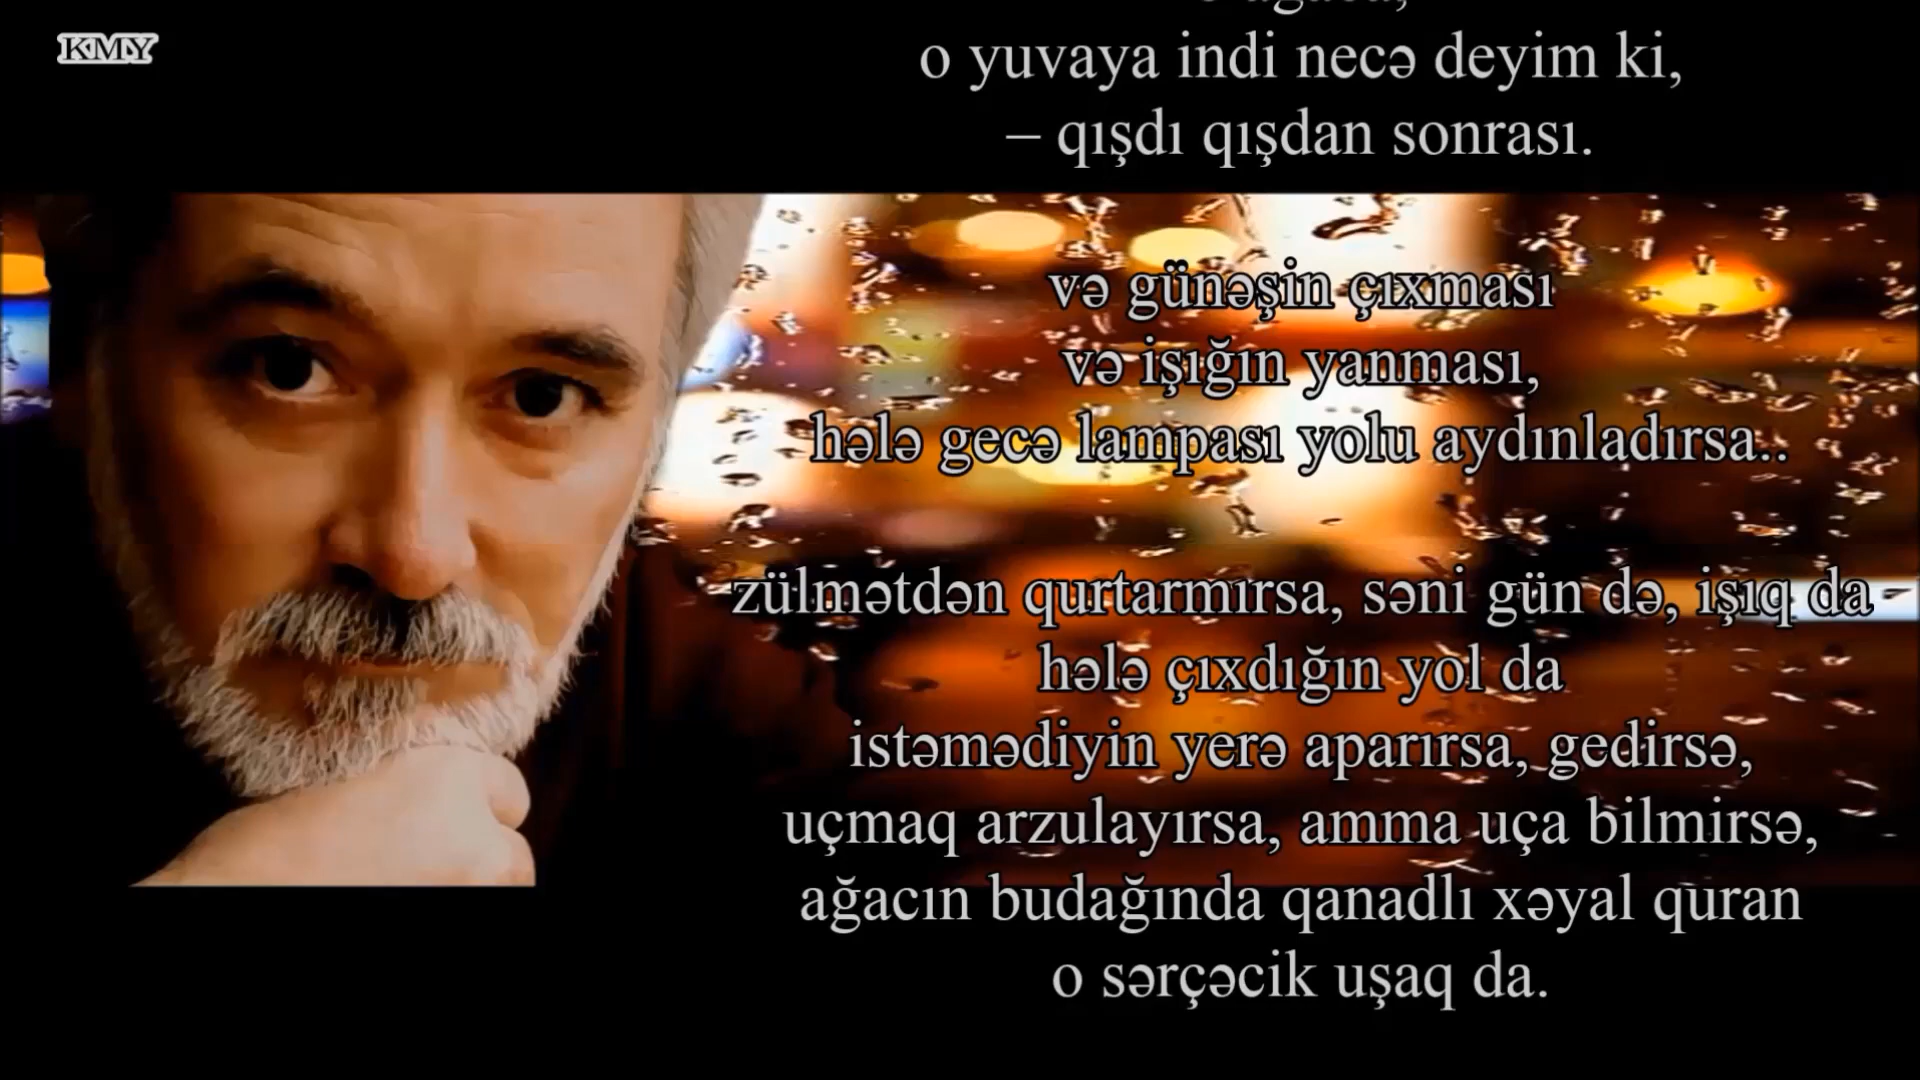 KMY
o yuvaya indi necə deyim ki,
– qışdı qışdan sonrası.
və günəşin çıxması
və işığın yanması,
hələ gecə lampası yolu aydınladırsa..
zülmətdən qurtarmırsa, səni gün də, işıq da -
hələ çıxdığın yol da
istəmədiyin yerə aparırsa, gedirsə,
uçmaq arzulayırsa, amma uça bilmirsə,
ağacın budağında qanadlı xəyal quran
o sərçəcik uşaq da.